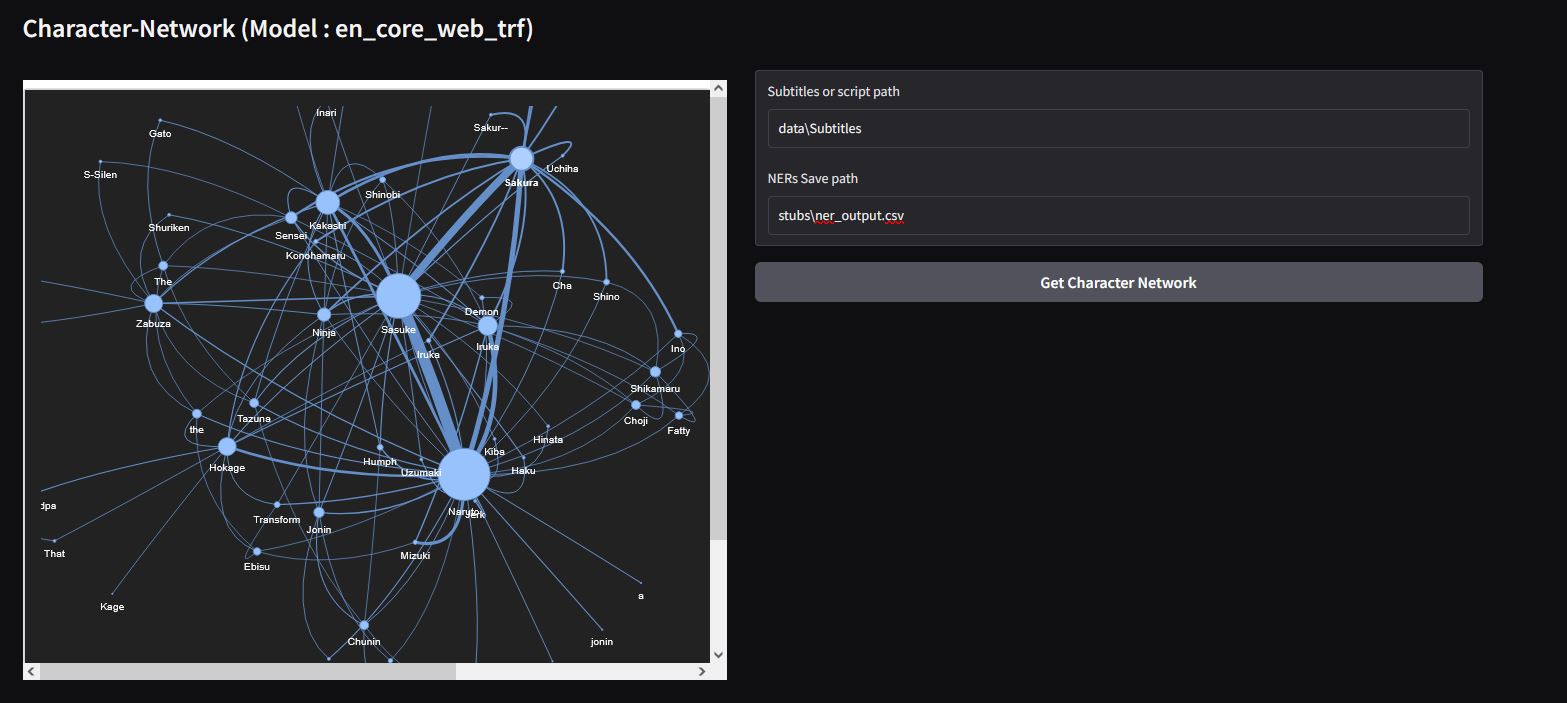 Character-Network (Model : en_core_web_trf)
Inari
Gato
Sakur--
S-Silen
Uchiha
Sakura
Shinobi
Shuriken
Kakashi
Sensei
Konohamaru
The
Cha
Shino
Zabuza
Demon
Ninja
Sasuke
Iruka
Iruka
Ino
Shikamaru
Tazuna
Choji
the
Fatty
Hinata
Kiba
Hokage
Humph
Uzumaki
Haku
dpa
Naruto
Jerk
Transform
Jonin
That
Mizuki
Ebisu
a
Kage
Chunin
jonin
Subtitles or script path
data\Subtitles
NERs Save path
stubs\ner_output.csv
Get Character Network